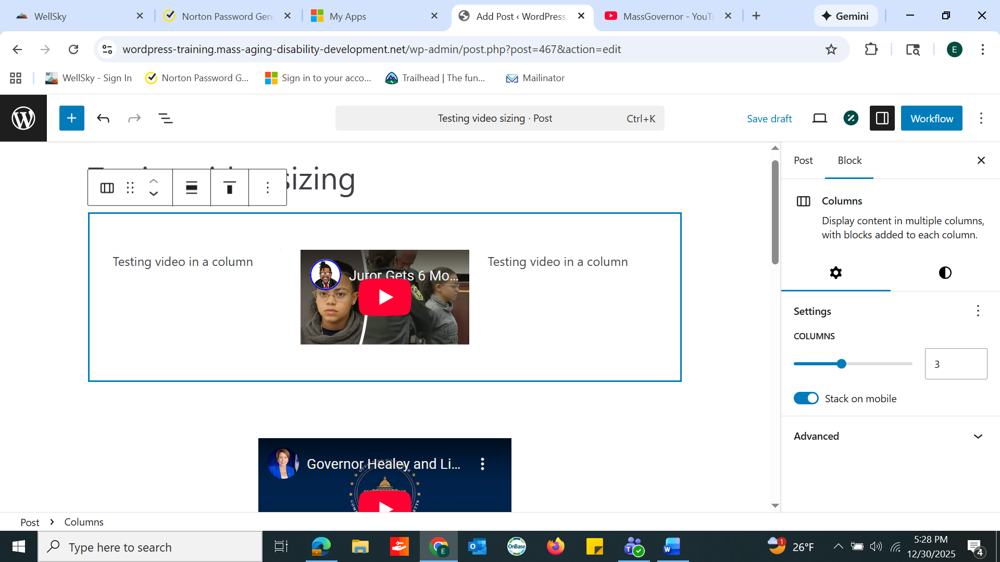 WellSky
Norton Password Gen
My Apps
Add Post ‹ WordPress
MassGovernor - YouTu
Gemini
wordpress-training.mass-aging-disability-development.net/wp-admin/post.php?post=467&action=edit
E
WS WellSky - Sign In
Norton Password G...
Sign in to your acco...
Trailhead | The fun...
Mailinator
Testing video sizing · Post
Ctrl+K
Save draft
Workflow
sizing
Testing video in a column
Juror Gets 6 Mo...
Testing video in a column
Governor Healey and Li...
Post
Block
Columns
Display content in multiple columns,
with blocks added to each column.
Settings
COLUMNS
3
Stack on mobile
Advanced
Post
Columns
Type here to search
E
OnBase
1
26°F
5:28 PM
12/30/2025
4